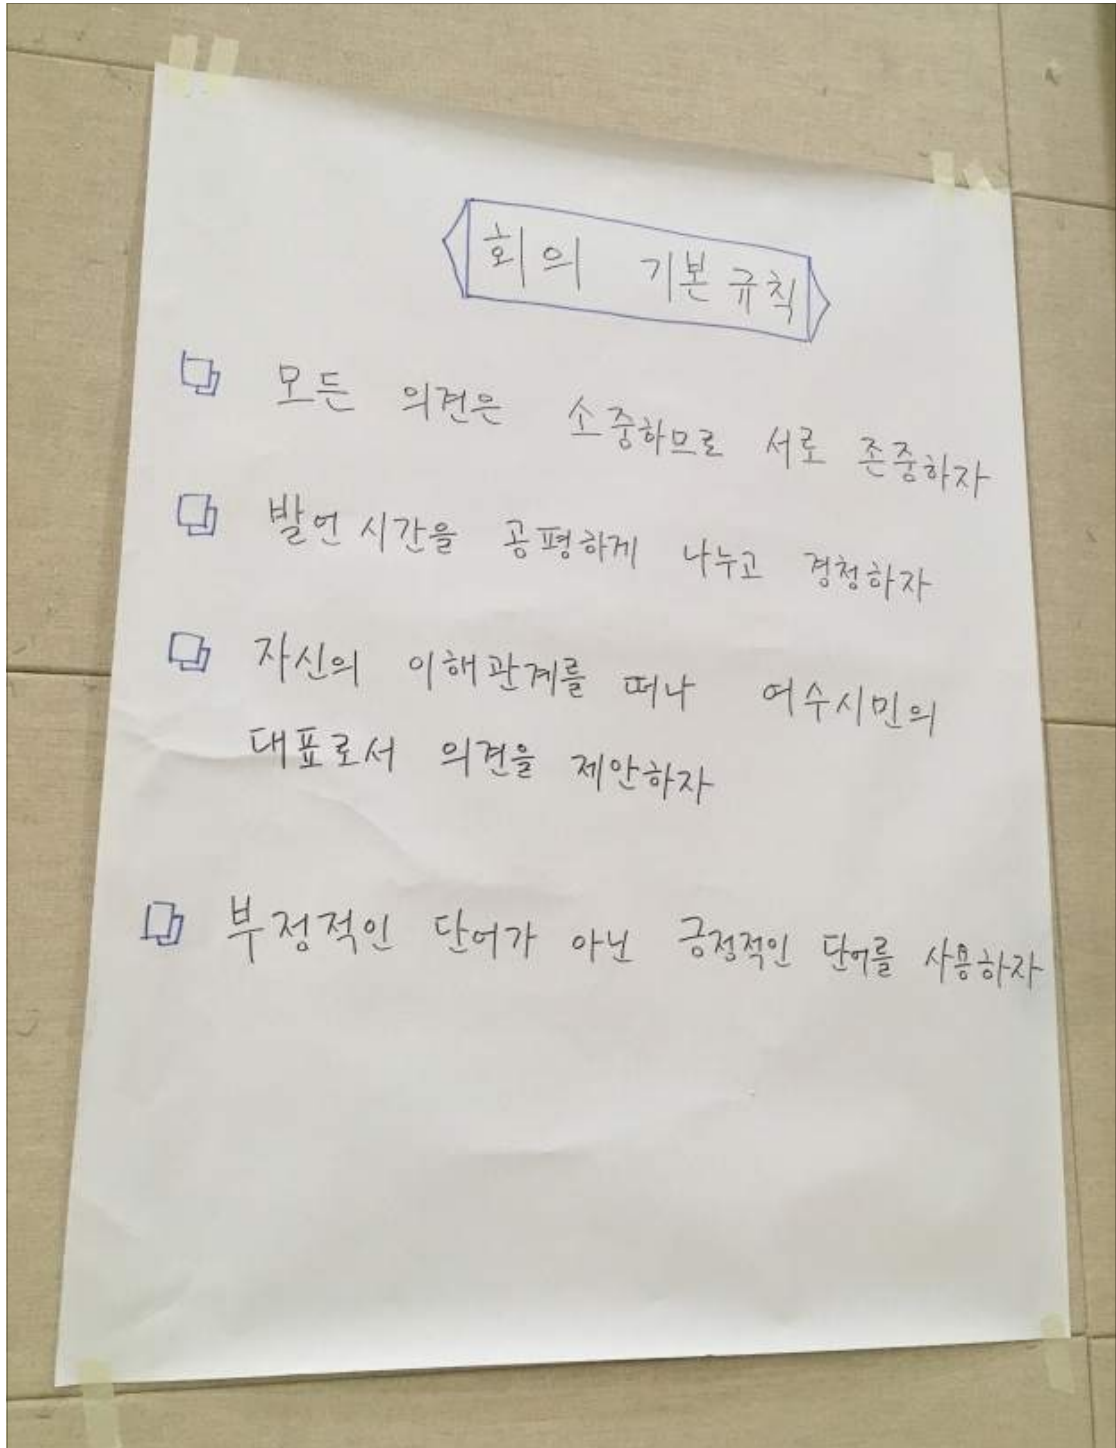 회의 기본규칙
모든 의견은 소중하므로 서로 존중하자
발언시간을 공평하게 나누고 경청하자
자신의 이해관계를 떠나 여수시민의
대표로서 의견을 제안하자
부정적인 단어가 아닌 긍정적인 단어를 사용하자